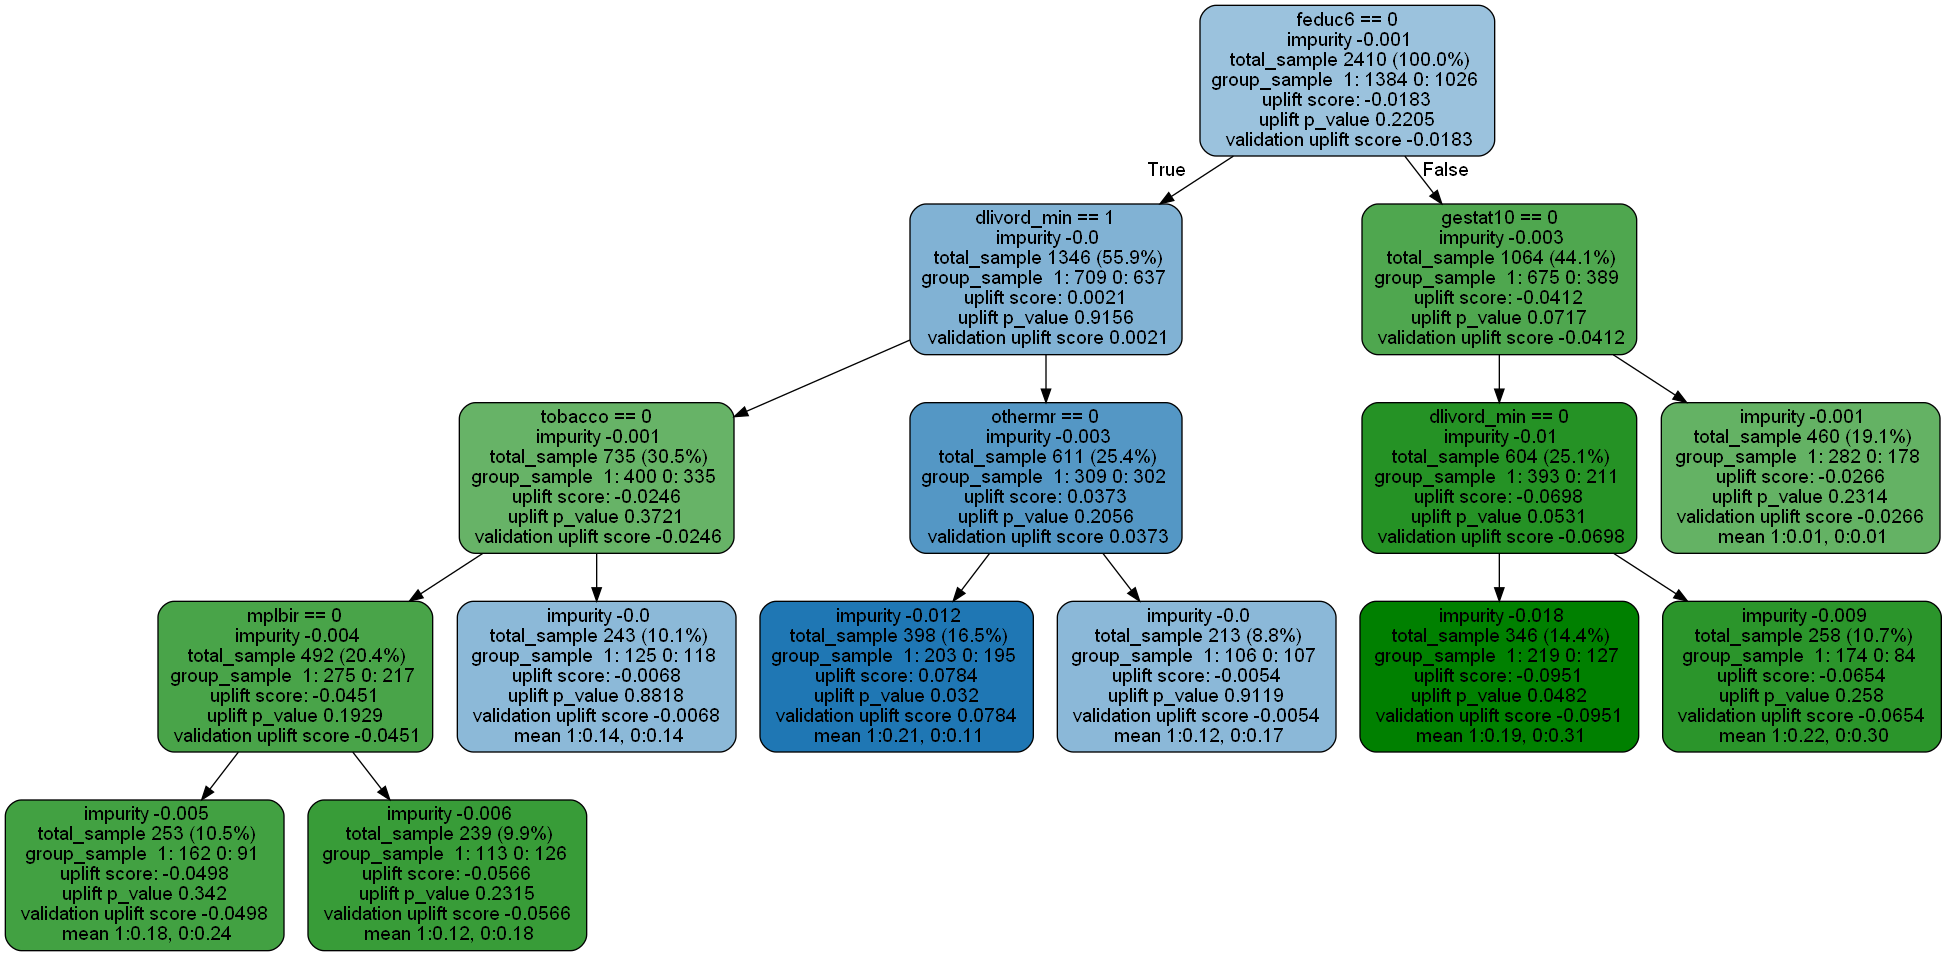 feduc6 == 0
impurity -0.001
total_sample 2410 (100.0%)
group_sample 1: 1384 0: 1026
uplift score: -0.0183
uplift p_value 0.2205
validation uplift score -0.0183
True
False
dlivord_min == 1
impurity -0.0
total_sample 1346 (55.9%)
group_sample 1: 709 0: 637
uplift score: 0.0021
uplift p_value 0.9156
validation uplift score 0.0021
gestat10 == 0
impurity -0.003
total_sample 1064 (44.1%)
group_sample 1: 675 0: 389
uplift score: -0.0412
uplift p_value 0.0717
validation uplift score -0.0412
tobacco == 0
impurity -0.001
total_sample 735 (30.5%)
group_sample 1: 400 0: 335
uplift score: -0.0246
uplift p_value 0.3721
validation uplift score -0.0246
othermr == 0
impurity -0.003
total_sample 611 (25.4%)
group_sample 1: 309 0: 302
uplift score: 0.0373
uplift p_value 0.2056
validation uplift score 0.0373
dlivord_min == 0
impurity -0.01
total_sample 604 (25.1%)
group_sample 1: 393 0: 211
uplift score: -0.0698
uplift p_value 0.0531
validation uplift score -0.0698
impurity -0.001
total_sample 460 (19.1%)
group_sample 1: 282 0: 178
uplift score: -0.0266
uplift p_value 0.2314
validation uplift score -0.0266
mean 1:0.01, 0:0.01
mplbir == 0
impurity -0.004
total_sample 492 (20.4%)
group_sample 1: 275 0: 217
uplift score: -0.0451
uplift p_value 0.1929
validation uplift score -0.0451
impurity -0.0
total_sample 243 (10.1%)
group_sample 1: 125 0: 118
uplift score: -0.0068
uplift p_value 0.8818
validation uplift score -0.0068
mean 1:0.14, 0:0.14
impurity -0.012
total_sample 398 (16.5%)
group_sample 1: 203 0: 195
uplift score: 0.0784
uplift p_value 0.032
validation uplift score 0.0784
mean 1:0.21, 0:0.11
impurity -0.0
total_sample 213 (8.8%)
group_sample 1: 106 0: 107
uplift score: -0.0054
uplift p_value 0.9119
validation uplift score -0.0054
mean 1:0.12, 0:0.17
impurity -0.018
total_sample 346 (14.4%)
group_sample 1: 219 0: 127
uplift score: -0.0951
uplift p_value 0.0482
validation uplift score -0.0951
mean 1:0.19, 0:0.31
impurity -0.009
total_sample 258 (10.7%)
group_sample 1: 174 0: 84
uplift score: -0.0654
uplift p_value 0.258
validation uplift score -0.0654
mean 1:0.22, 0:0.30
impurity -0.005
total_sample 253 (10.5%)
group_sample 1: 162 0: 91
uplift score: -0.0498
uplift p_value 0.342
validation uplift score -0.0498
mean 1:0.18, 0:0.24
impurity -0.006
total_sample 239 (9.9%)
group_sample 1: 113 0: 126
uplift score: -0.0566
uplift p_value 0.2315
validation uplift score -0.0566
mean 1:0.12, 0:0.18